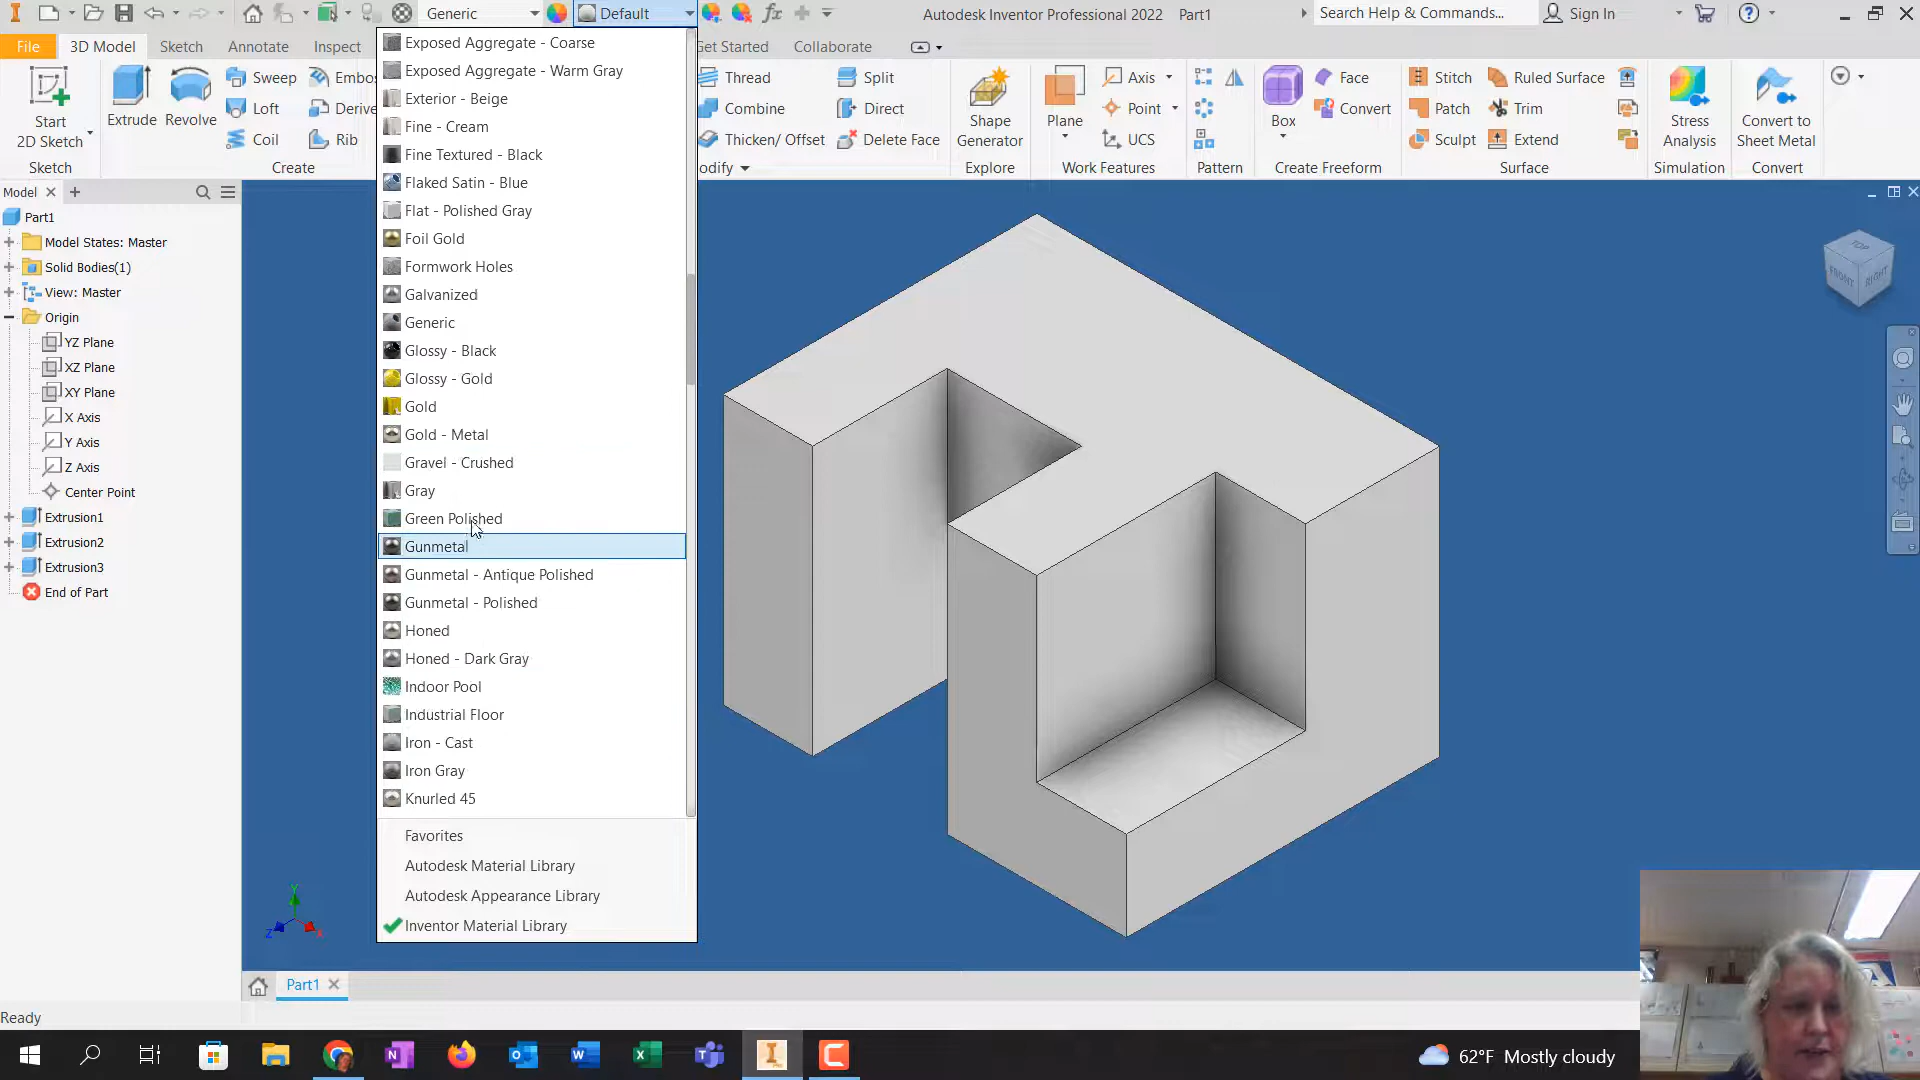 Generic
Default
Autodesk Inventor Professional 2022 Part1
Search Help & Commands...
Sign In
File
3D Model
Sketch
Annotate
Inspect
Get Started
Collaborate
Start
2D Sketch
Sketch
Extrude
Revolve
Sweep
Loft
Coil
Embos
Derive
Rib
Create
Thread
Combine
Thicken/ Offset
Split
Direct
Delete Face
odify
Shape
Generator
Explore
Plane
Axis
Point
UCS
Work Features
Pattern
Box
Face
Convert
Create Freeform
Stitch
Patch
Sculpt
Ruled Surface
Trim
Extend
Surface
Stress
Analysis
Simulation
Convert to
Sheet Metal
Convert
Model
Part1
Model States: Master
Solid Bodies(1)
View: Master
Origin
YZ Plane
XZ Plane
XY Plane
X Axis
Y Axis
Z Axis
Center Point
Extrusion1
Extrusion2
Extrusion3
End of Part
Exposed Aggregate - Coarse
Exposed Aggregate - Warm Gray
Exterior - Beige
Fine - Cream
Fine Textured - Black
Flaked Satin - Blue
Flat - Polished Gray
Foil Gold
Formwork Holes
Galvanized
Generic
Glossy - Black
Glossy - Gold
Gold
Gold - Metal
Gravel - Crushed
Gray
Green Polished
Gunmetal
Gunmetal - Antique Polished
Gunmetal - Polished
Honed
Honed - Dark Gray
Indoor Pool
Industrial Floor
Iron - Cast
Iron Gray
Knurled 45
Favorites
Autodesk Material Library
Autodesk Appearance Library
Inventor Material Library
TOP
FRONT
RIGHT
Y
Z
X
Part1
Ready
62°F Mostly cloudy